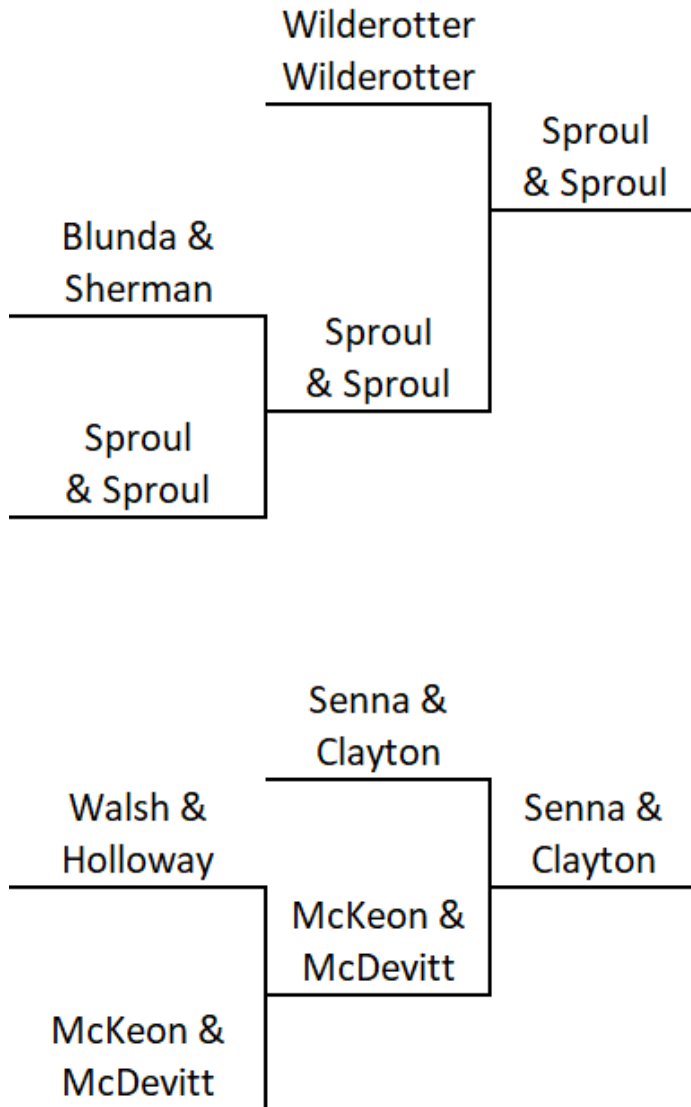 Wilderotter
Wilderotter
Sproul
& Sproul
Blunda &
Sherman
Sproul
& Sproul
Sproul
& Sproul
Senna &
Clayton
Walsh &
Holloway
Senna &
Clayton
McKeon &
McDevitt
McKeon &
McDevitt